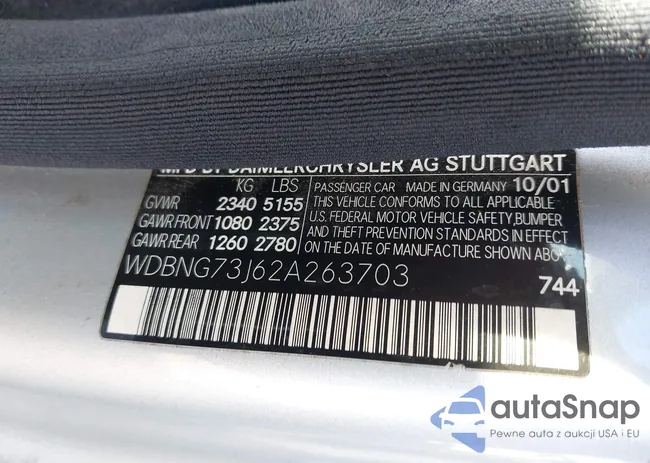 MFD BY DAIMLERCHRYSLER AG STUTTGART
KG LBS
GVWR 2340 5155
GAWR FRONT 1080 2375
GAWR REAR 1260 2780
PASSENGER CAR MADE IN GERMANY 10/01
THIS VEHICLE CONFORMS TO ALL APPLICABLE
U.S. FEDERAL MOTOR VEHICLE SAFETY, BUMPER
AND THEFT PREVENTION STANDARDS IN EFFECT
ON THE DATE OF MANUFACTURE SHOWN ABOVE
WDBNG73J62A263703
744
autaSnap
Pewne auta z aukcji USA i EU